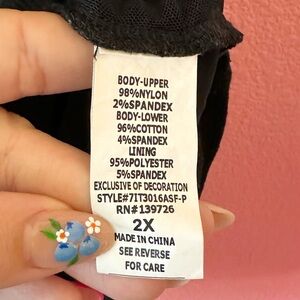 BODY-UPPER
98%NYLON
2%SPANDEX
BODY-LOWER
96%COTTON
4%SPANDEX
LINING
95%POLYESTER
5%SPANDEX
EXCLUSIVE OF DECORATION
STYLE#7IT3016ASF-P
RN#139726
2X
MADE IN CHINA
SEE REVERSE
FOR CARE